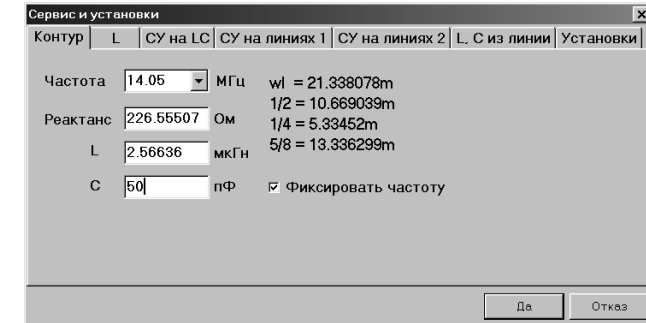 Сервис и установки
Контур L СУ на LC СУ на линиях 1 СУ на линиях 2 L, C из линии Установки
Частота 14.05 МГц wl = 21.338078m
1/2 = 10.669039m
Реактанс 226.55507 Ом 1/4 = 5.33452m
L 2.56636 мкГн 5/8 = 13.336299m
C 50 пФ Фиксировать частоту
Да Отказ